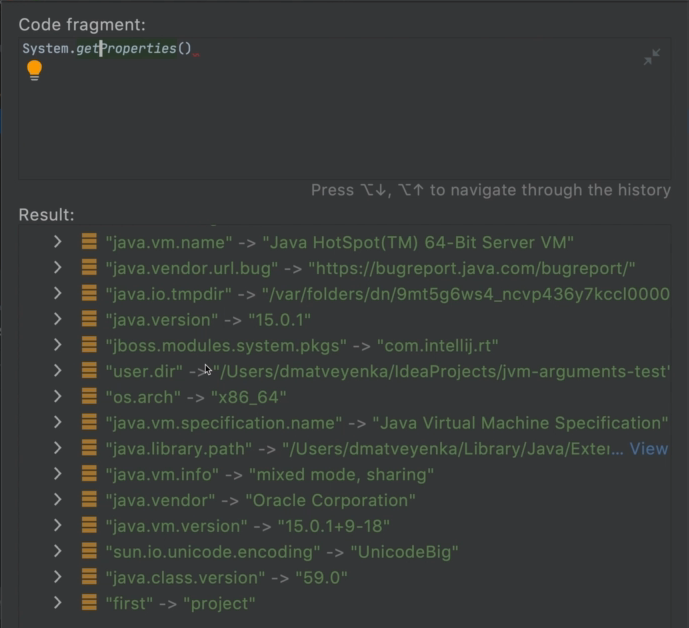 Code fragment:
System.getProperties()
Press ⌥↓, ⌥↑ to navigate through the history
Result:
"java.vm.name" -> "Java HotSpot(TM) 64-Bit Server VM"
"java.vendor.url.bug" -> "https://bugreport.java.com/bugreport/"
"java.io.tmpdir" -> "/var/folders/dn/9mt5g6ws4_ncvp436y7kccl0000
"java.version" -> "15.0.1"
"jboss.modules.system.pkgs" -> "com.intellij.rt"
"user.dir" -> "/Users/dmatveyenka/IdeaProjects/jvm-arguments-test"
"os.arch" -> "x86_64"
"java.vm.specification.name" -> "Java Virtual Machine Specification"
"java.library.path" -> "/Users/dmatveyenka/Library/Java/Exter... View
"java.vm.info" -> "mixed mode, sharing"
"java.vendor" -> "Oracle Corporation"
"java.vm.version" -> "15.0.1+9-18"
"sun.io.unicode.encoding" -> "UnicodeBig"
"java.class.version" -> "59.0"
"first" -> "project"